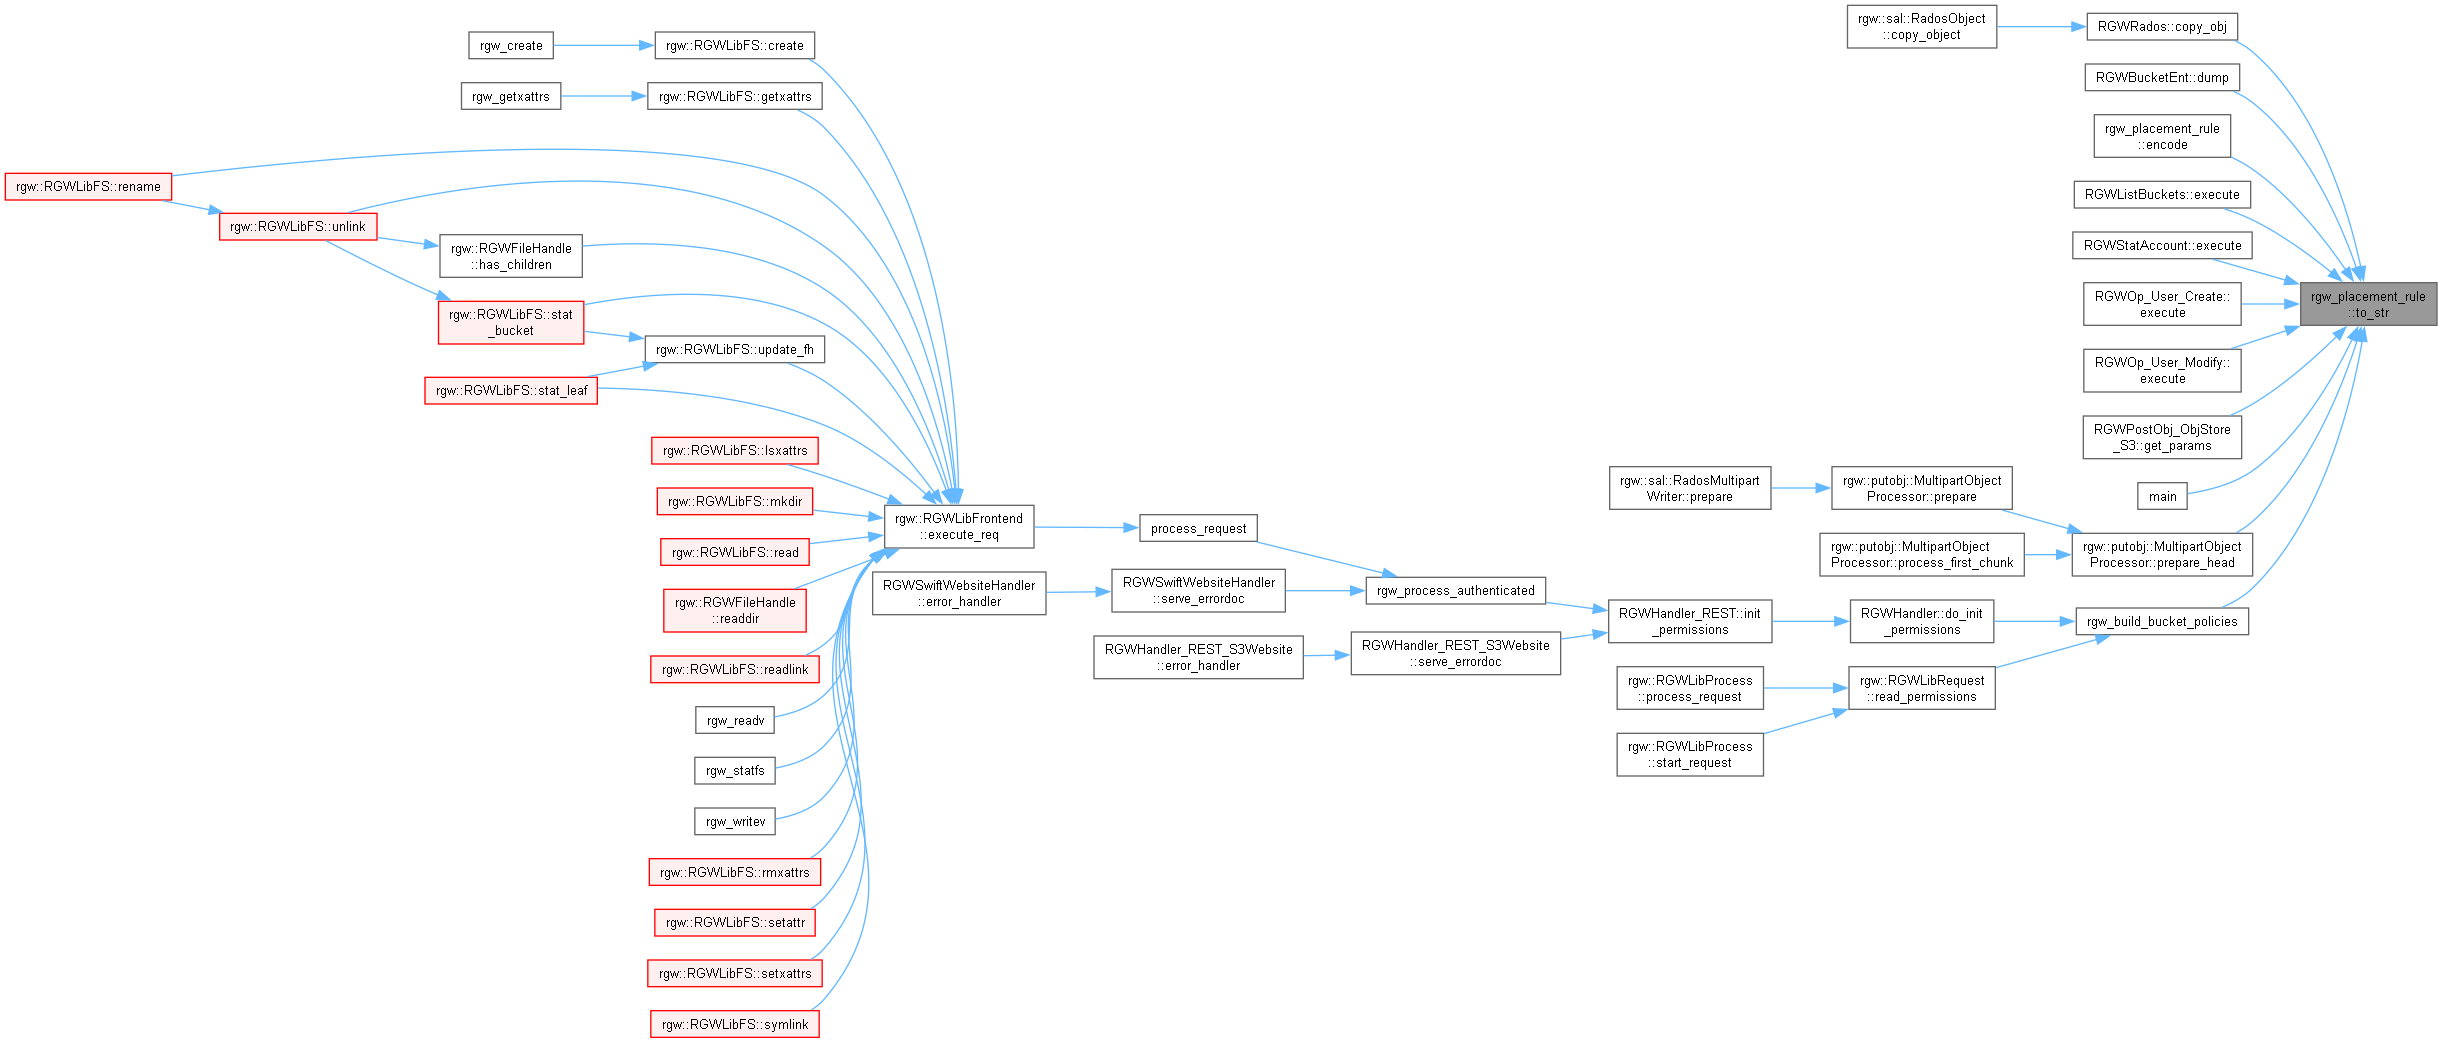 rgw::sal::RadosObject
::copy_object
RGWRados::copy_obj
rgw_create
rgw::RGWLibFS::create
RGWBucketEnt::dump
rgw_getxattrs
rgw::RGWLibFS::getxattrs
rgw_placement_rule
::encode
rgw::RGWLibFS::rename
RGWListBuckets::execute
rgw::RGWLibFS::unlink
rgw::RGWFileHandle
::has_children
RGWStatAccount::execute
RGWOp_User_Create::
execute
rgw_placement_rule
::to_str
rgw::RGWLibFS::stat
_bucket
rgw::RGWLibFS::update_fh
RGWOp_User_Modify::
execute
rgw::RGWLibFS::stat_leaf
RGWPostObj_ObjStore
_S3::get_params
rgw::RGWLibFS::lsxattrs
rgw::sal::RadosMultipart
Writer::prepare
rgw::putobj::MultipartObject
Processor::prepare
main
rgw::RGWLibFS::mkdir
rgw::RGWLibFrontend
::execute_req
process_request
rgw::RGWLibFS::read
rgw::putobj::MultipartObject
Processor::process_first_chunk
rgw::putobj::MultipartObject
Processor::prepare_head
RGWSwiftWebsiteHandler
::error_handler
RGWSwiftWebsiteHandler
::serve_errordoc
rgw_process_authenticated
rgw::RGWFileHandle
::readdir
RGWHandler_REST::init
_permissions
RGWHandler::do_init
_permissions
rgw_build_bucket_policies
RGWHandler_REST_S3Website
::error_handler
RGWHandler_REST_S3Website
::serve_errordoc
rgw::RGWLibFS::readlink
rgw::RGWLibProcess
::process_request
rgw::RGWLibRequest
::read_permissions
rgw_readv
rgw::RGWLibProcess
::start_request
rgw_statfs
rgw_writev
rgw::RGWLibFS::rmxattrs
rgw::RGWLibFS::setattr
rgw::RGWLibFS::setxattrs
rgw::RGWLibFS::symlink